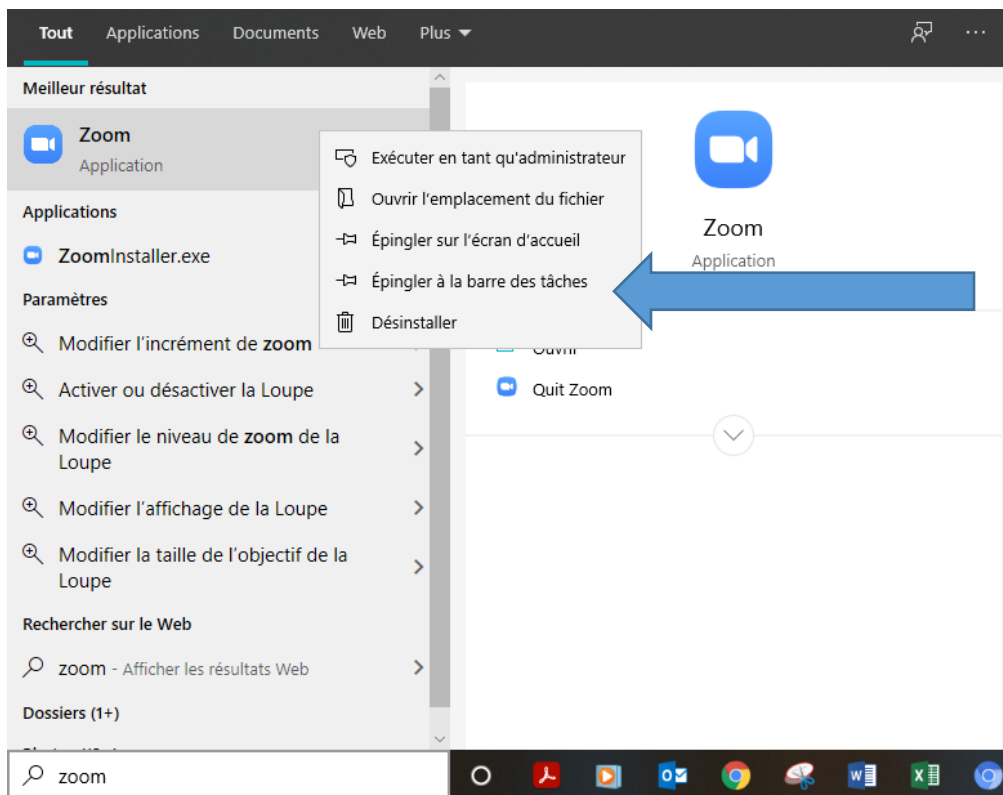 Tout Applications Documents Web Plus
Meilleur résultat
Zoom
Application
Applications
ZoomInstaller.exe
Paramètres
Modifier l'incrément de zoom
Activer ou désactiver la Loupe
Modifier le niveau de zoom de la
Loupe
Modifier l'affichage de la Loupe
Modifier la taille de l'objectif de la
Loupe
Rechercher sur le Web
zoom - Afficher les résultats Web
Dossiers (1+)
zoom
Exécuter en tant qu'administrateur
Ouvrir l'emplacement du fichier
Épingler sur l'écran d'accueil
Épingler à la barre des tâches
Désinstaller
Zoom
Application
Ouvrir
Quit Zoom